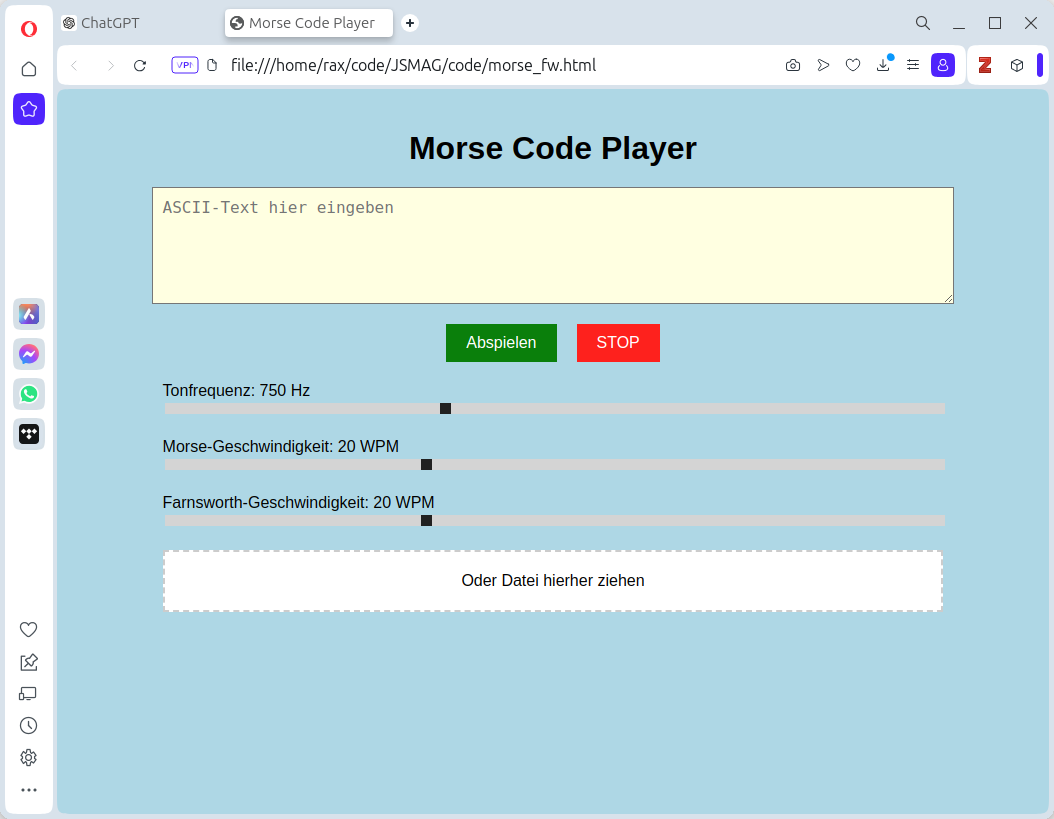 ChatGPT
Morse Code Player
VPN
file:///home/rax/code/JSMAG/code/morse_fw.html
Morse Code Player
ASCII-Text hier eingeben
Abspielen STOP
Tonfrequenz: 750 Hz
Morse-Geschwindigkeit: 20 WPM
Farnsworth-Geschwindigkeit: 20 WPM
Oder Datei hierher ziehen